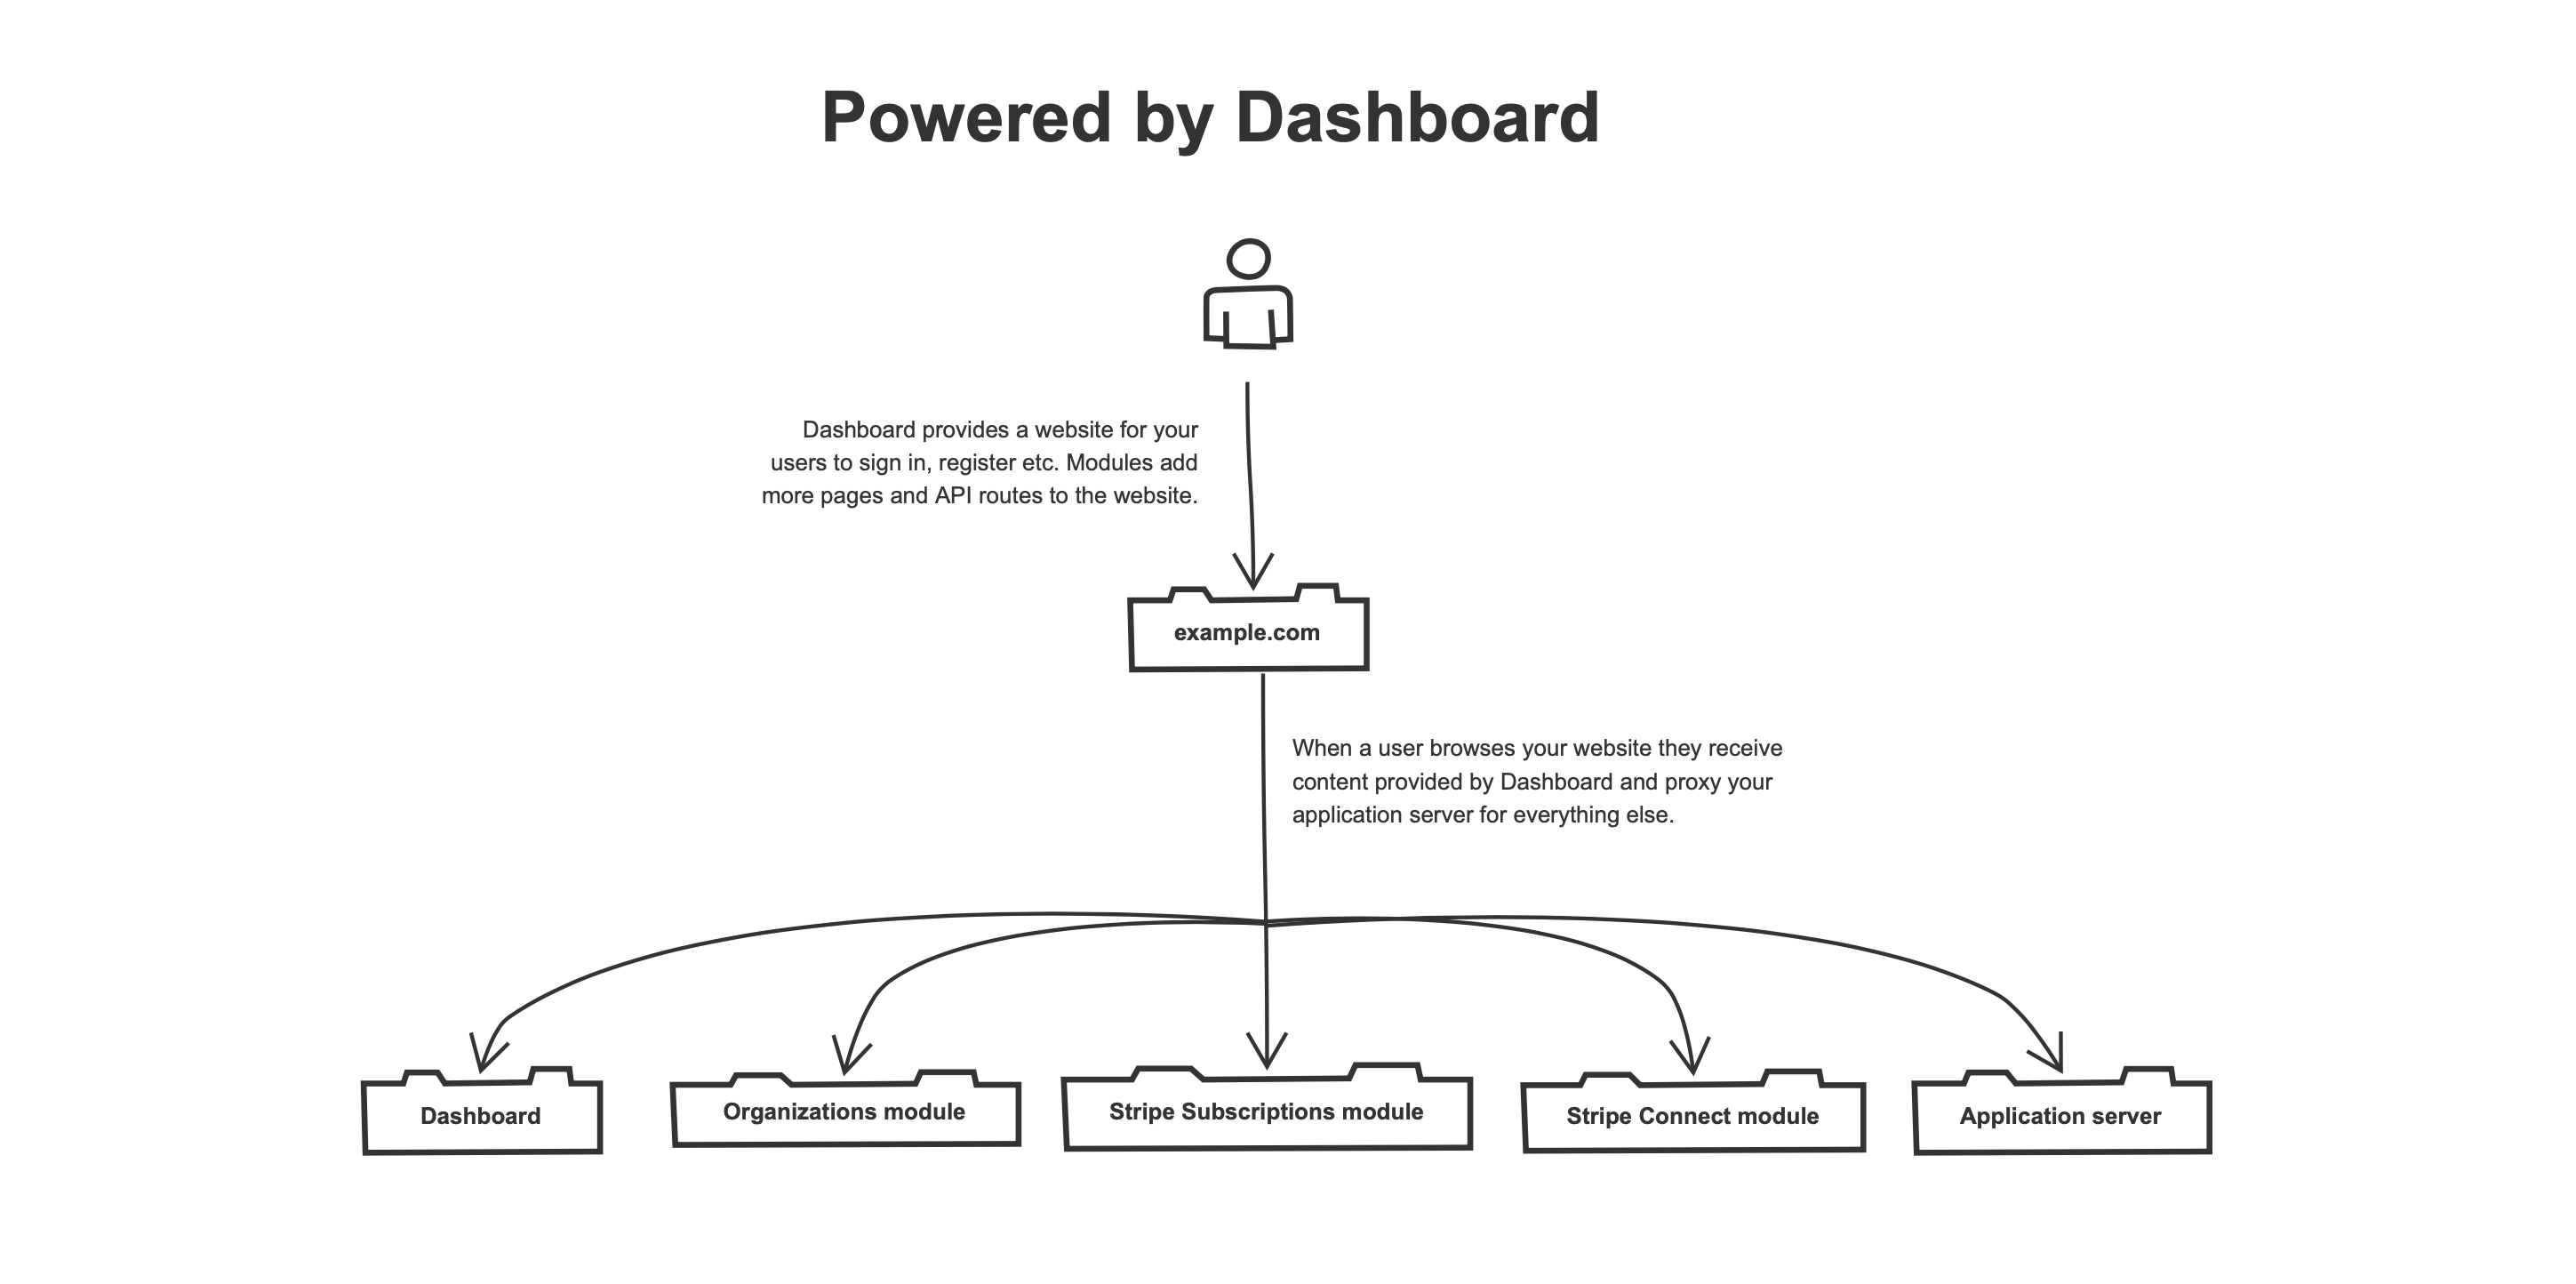 Powered by Dashboard
Dashboard provides a website for your
users to sign in, register etc. Modules add
more pages and API routes to the website.
example.com
When a user browses your website they receive
content provided by Dashboard and proxy your
application server for everything else.
Dashboard
Organizations module
Stripe Subscriptions module
Stripe Connect module
Application server